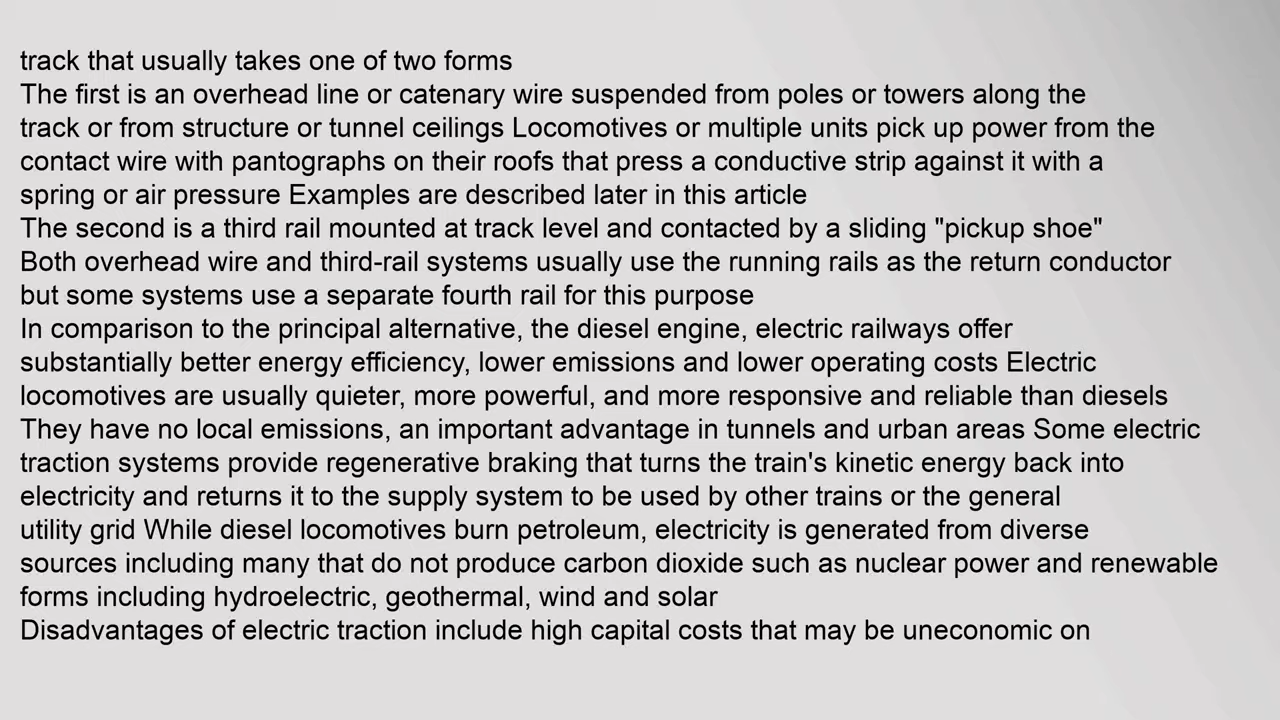 track that usually takes one of two forms
The first is an overhead line or catenary wire suspended from poles or towers along the
track or from structure or tunnel ceilings Locomotives or multiple units pick up power from the
contact wire with pantographs on their roofs that press a conductive strip against it with a
spring or air pressure Examples are described later in this article
The second is a third rail mounted at track level and contacted by a sliding "pickup shoe"
Both overhead wire and third-rail systems usually use the running rails as the return conductor
but some systems use a separate fourth rail for this purpose
In comparison to the principal alternative, the diesel engine, electric railways offer
substantially better energy efficiency, lower emissions and lower operating costs Electric
locomotives are usually quieter, more powerful, and more responsive and reliable than diesels
They have no local emissions, an important advantage in tunnels and urban areas Some electric
traction systems provide regenerative braking that turns the train's kinetic energy back into
electricity and returns it to the supply system to be used by other trains or the general
utility grid While diesel locomotives burn petroleum, electricity is generated from diverse
sources including many that do not produce carbon dioxide such as nuclear power and renewable
forms including hydroelectric, geothermal, wind and solar
Disadvantages of electric traction include high capital costs that may be uneconomic on